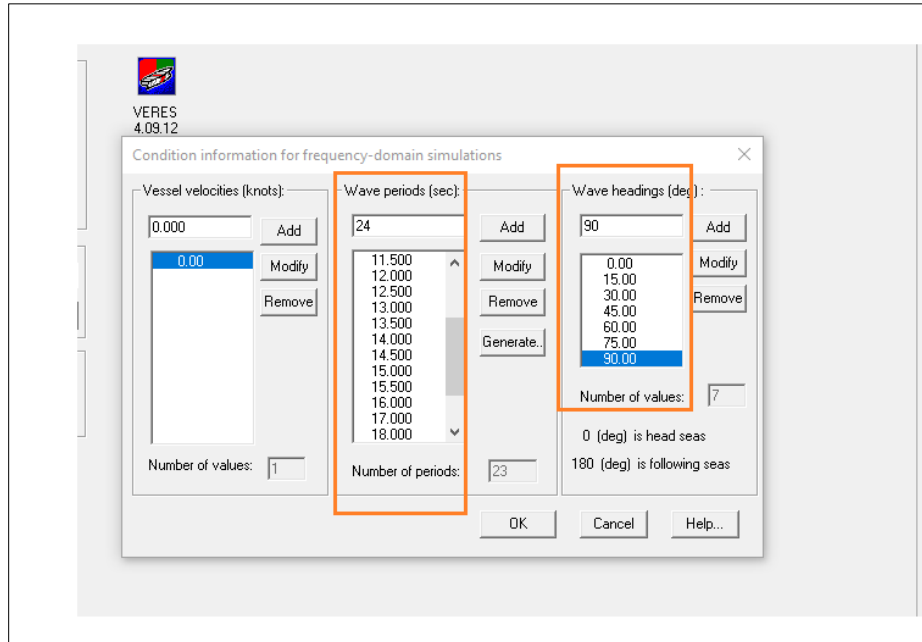 VERES
4.09.12
Condition information for frequency-domain simulations
Vessel velocities (knots):
0.000
Add
0.00
Modify
Remove
Number of values:
1
Wave periods (sec):
24
Add
11.500
12.000
12.500
13.000
13.500
14.000
14.500
15.000
15.500
16.000
17.000
18.000
Modify
Remove
Generate..
Number of periods:
23
Wave headings (deg) :
90
Add
0.00
15.00
30.00
45.00
60.00
75.00
90.00
Modify
Remove
Number of values:
7
0 (deg) is head seas
180 (deg) is following seas
OK
Cancel
Help...